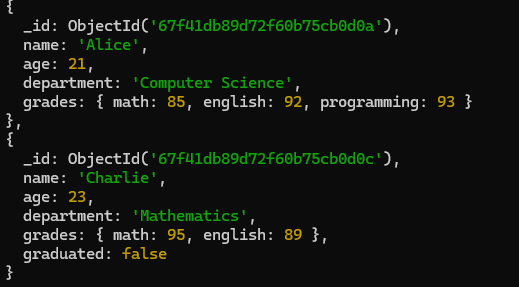 {
  _id: ObjectId('67f41db89d72f60b75cb0d0a'),
  name: 'Alice',
  age: 21,
  department: 'Computer Science',
  grades: { math: 85, english: 92, programming: 93 }
},
{
  _id: ObjectId('67f41db89d72f60b75cb0d0c'),
  name: 'Charlie',
  age: 23,
  department: 'Mathematics',
  grades: { math: 95, english: 89 },
  graduated: false
}